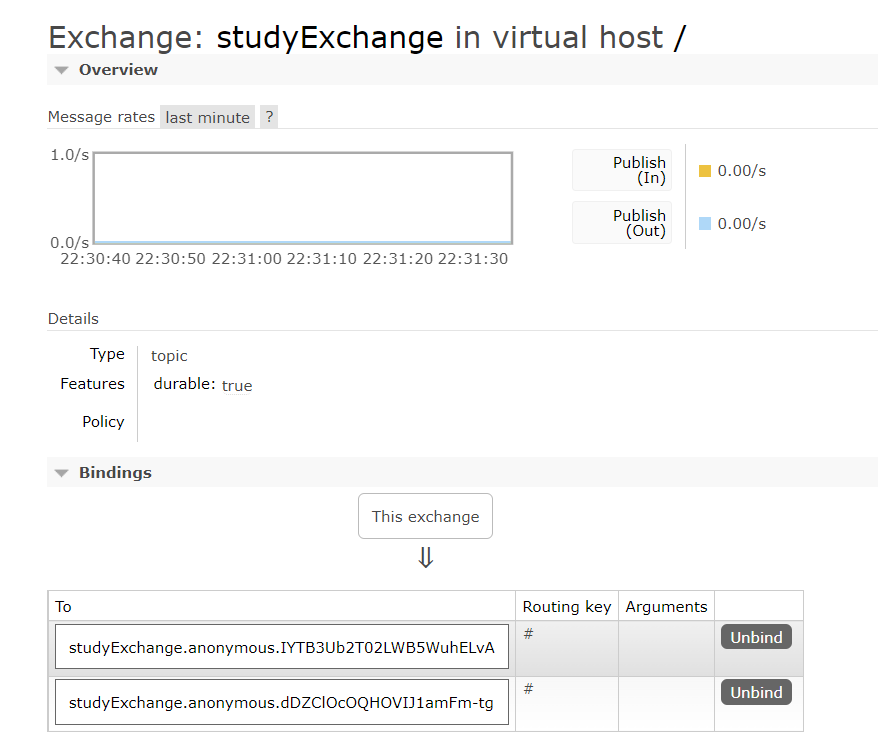 Exchange: studyExchange in virtual host /
Overview
Message rates last minute ?
1.0/s
0.0/s
22:30:40 22:30:50 22:31:00 22:31:10 22:31:20 22:31:30
Publish
(In)
0.00/s
Publish
(Out)
0.00/s
Details
Type topic
Features durable: true
Policy
Bindings
This exchange
⇓
To Routing key Arguments
studyExchange.anonymous.IYTB3Ub2T02LWB5WuhELvA # Unbind
studyExchange.anonymous.dDZClOcOQHOVIJ1amFm-tg # Unbind